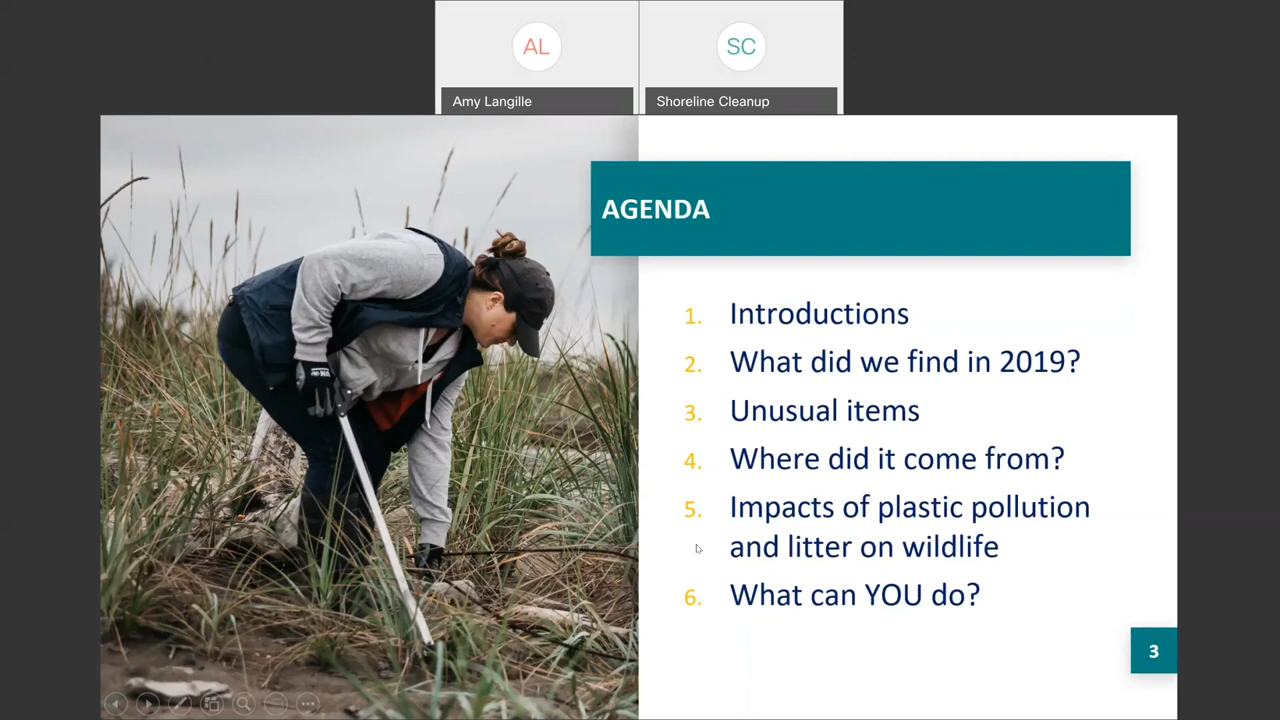 AL
SC
Amy Langille
Shoreline Cleanup
AGENDA
1. Introductions
2. What did we find in 2019?
3. Unusual items
4. Where did it come from?
5. Impacts of plastic pollution
and litter on wildlife
6. What can YOU do?
3